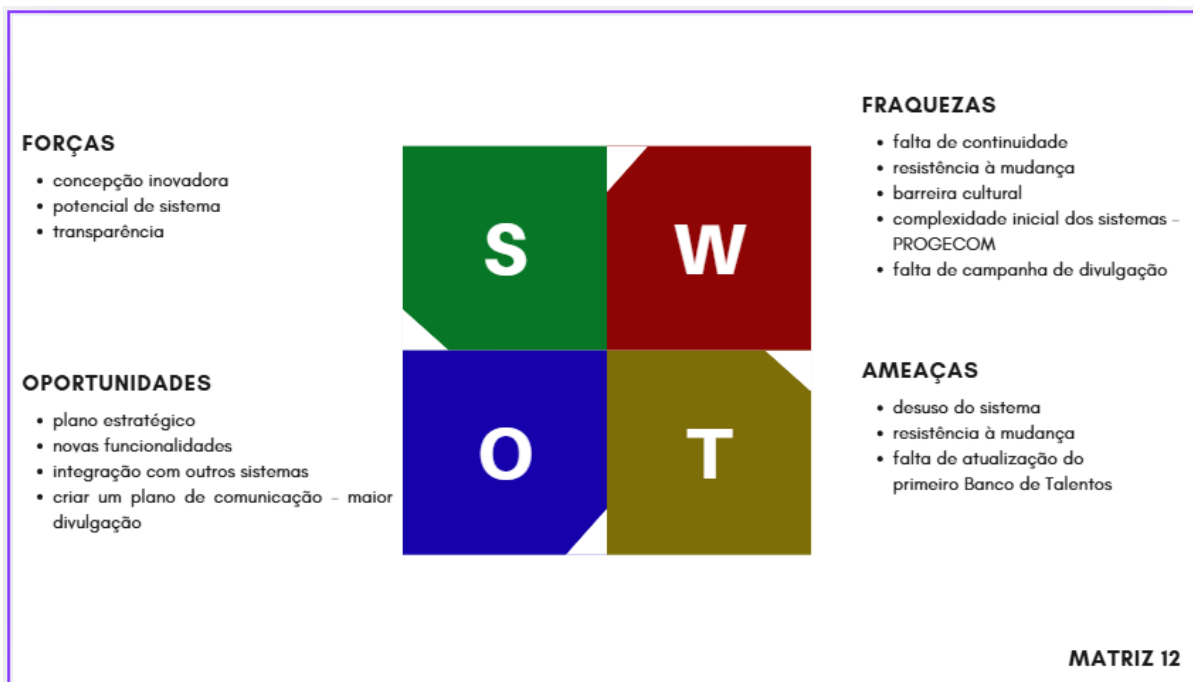 FORÇAS
• concepção inovadora
• potencial de sistema
• transparência
S
W
FRAQUEZAS
• falta de continuidade
• resistência à mudança
• barreira cultural
• complexidade inicial dos sistemas –
PROGECOM
• falta de campanha de divulgação
OPORTUNIDADES
• plano estratégico
• novas funcionalidades
• integração com outros sistemas
• criar um plano de comunicação – maior
divulgação
O
T
AMEAÇAS
• desuso do sistema
• resistência à mudança
• falta de atualização do
primeiro Banco de Talentos
MATRIZ 12